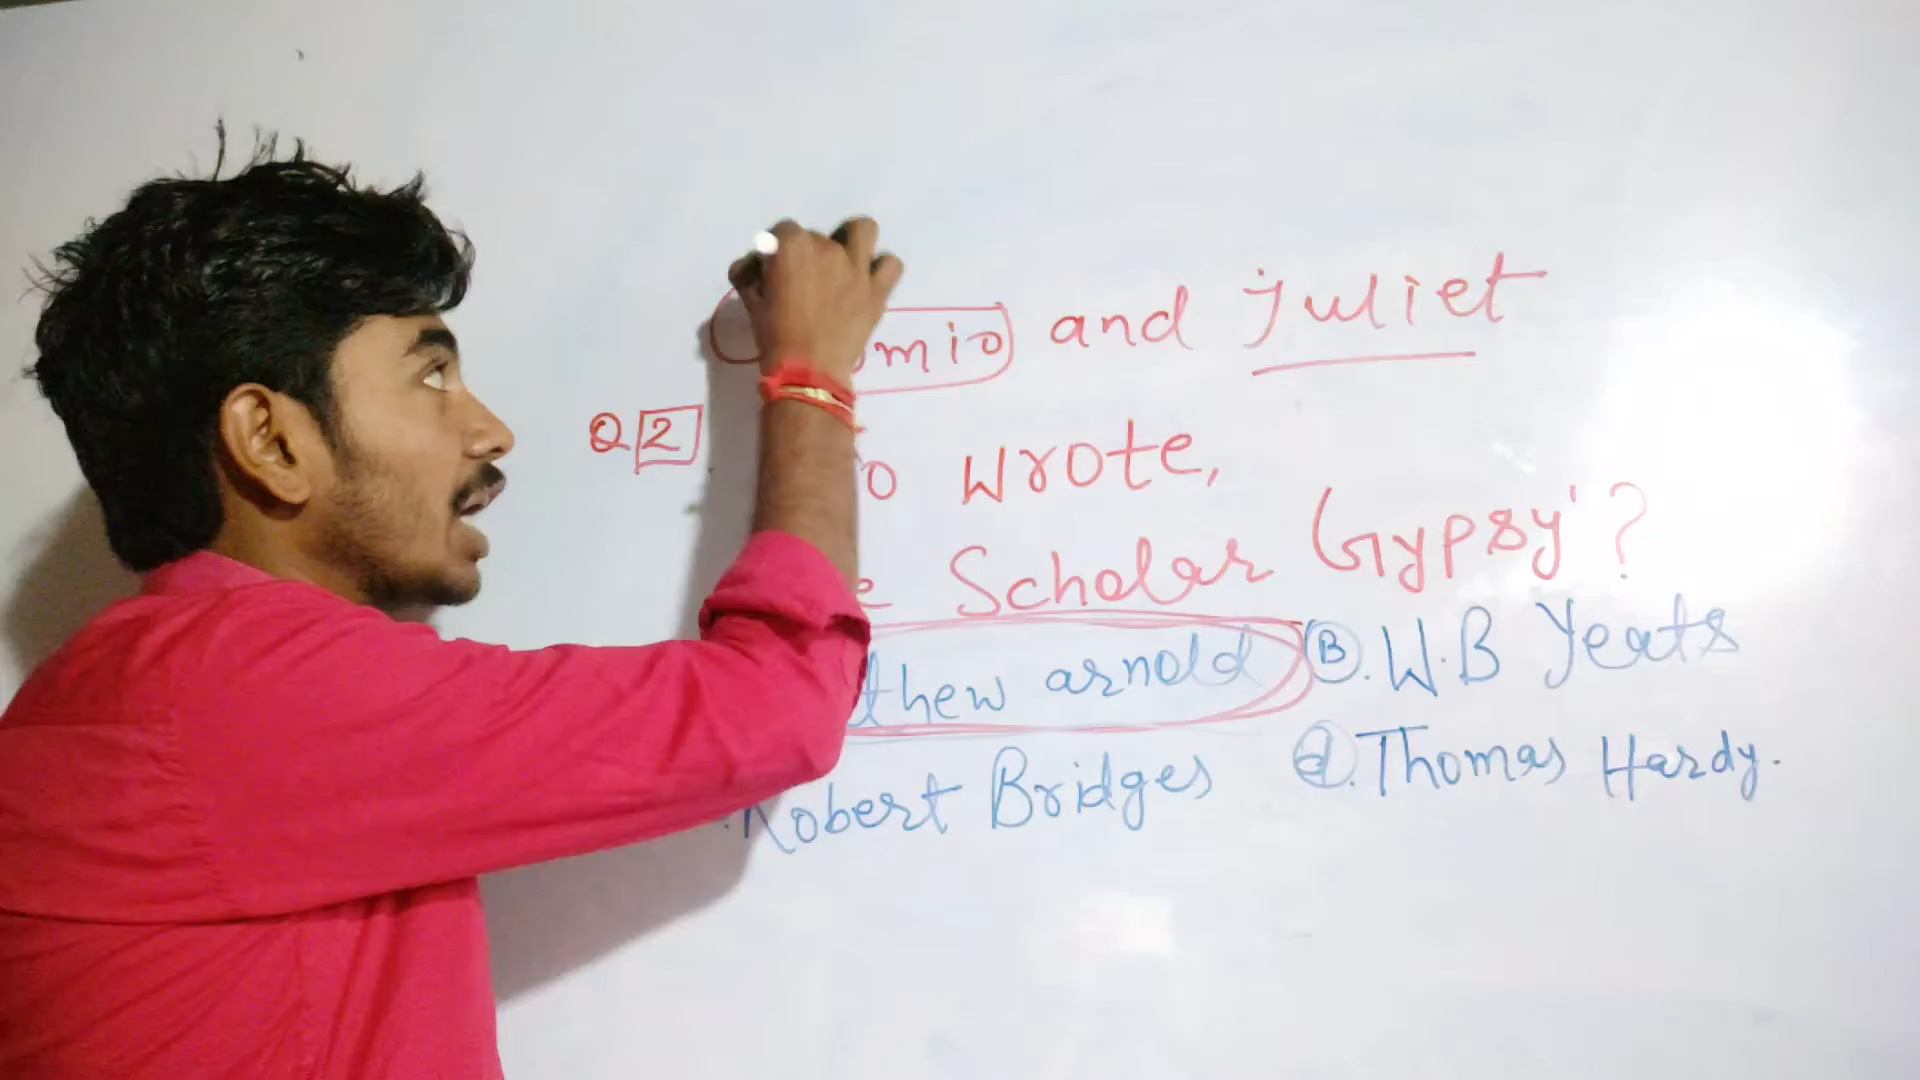 mio and Juliet
Q 2
o wrote,
e Scholar Gypsy' ?
thew arnold B. W.B Yeats
Robert Bridges d. Thomas Hardy.